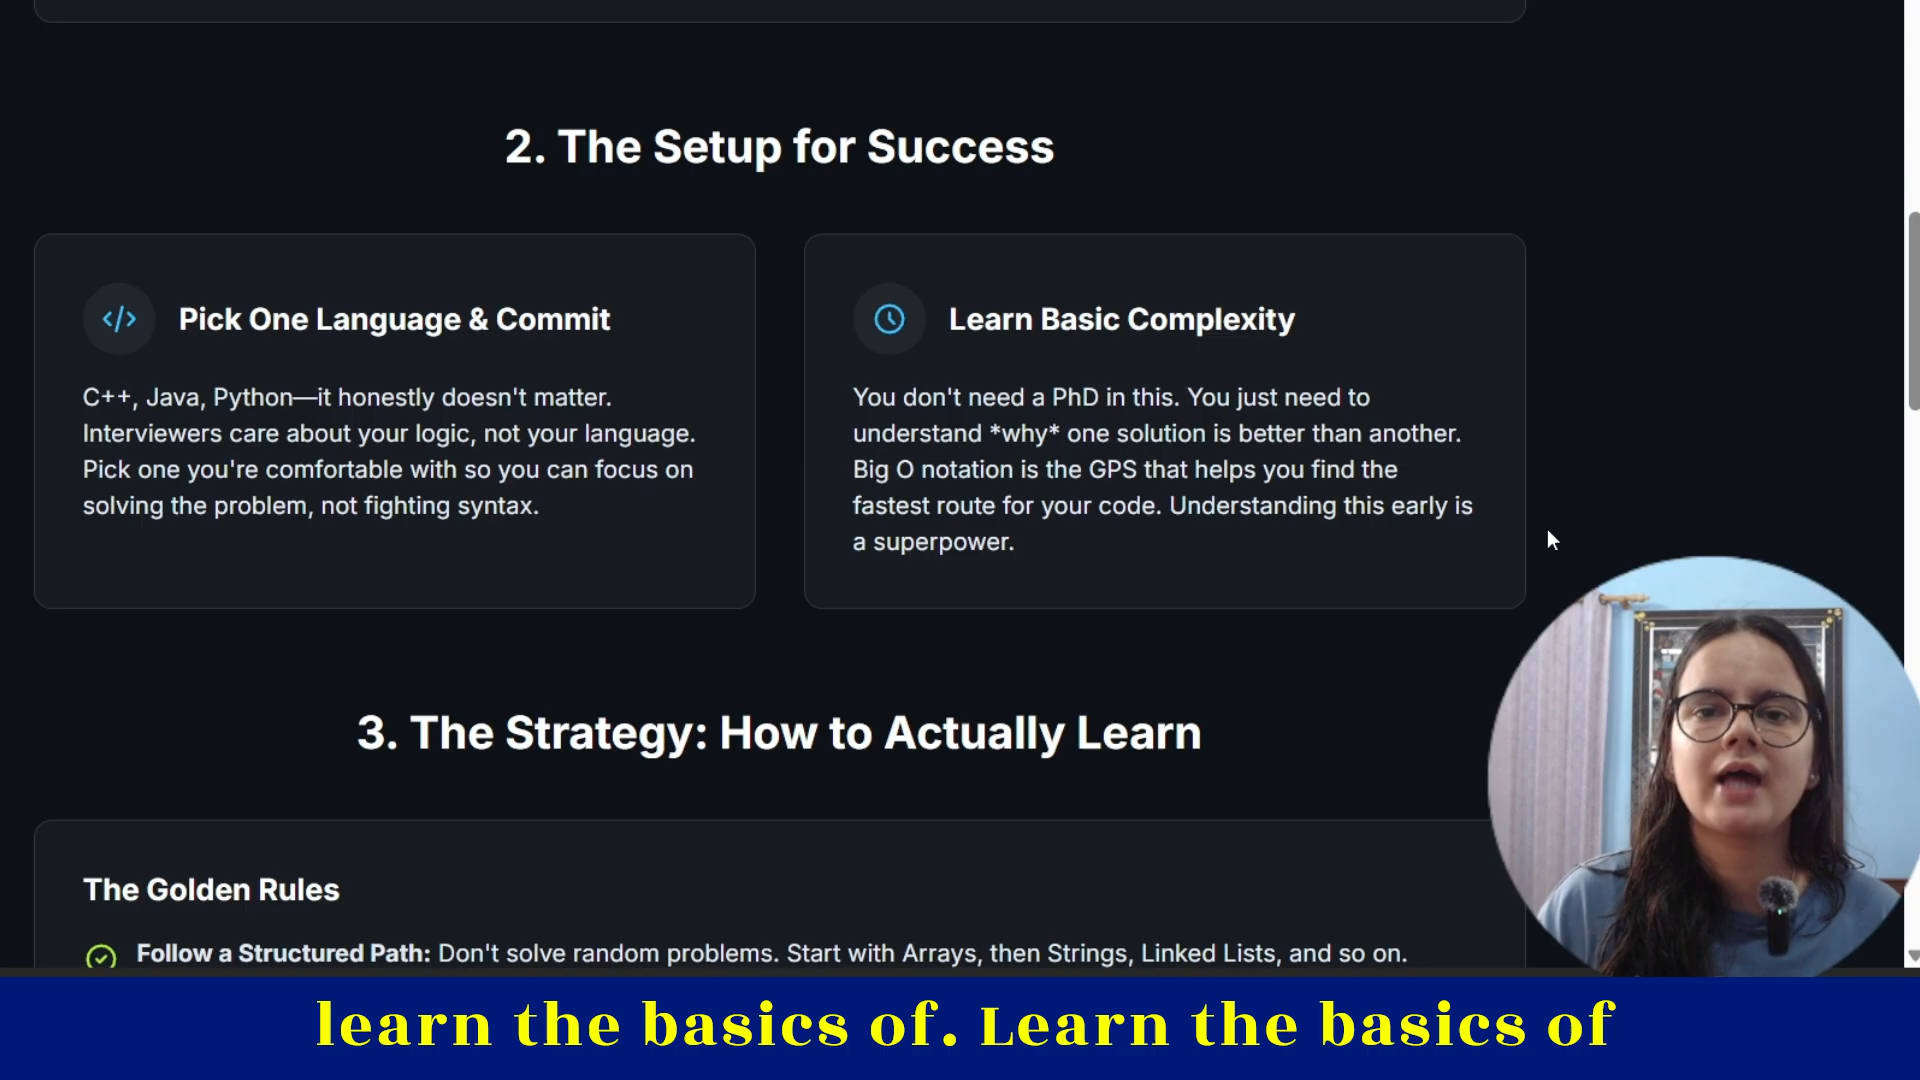 2. The Setup for Success
Pick One Language & Commit
C++, Java, Python—it honestly doesn't matter.
Interviewers care about your logic, not your language.
Pick one you're comfortable with so you can focus on
solving the problem, not fighting syntax.
Learn Basic Complexity
You don't need a PhD in this. You just need to
understand *why* one solution is better than another.
Big O notation is the GPS that helps you find the
fastest route for your code. Understanding this early is
a superpower.
3. The Strategy: How to Actually Learn
The Golden Rules
Follow a Structured Path: Don't solve random problems. Start with Arrays, then Strings, Linked Lists, and so on.
learn the basics of. Learn the basics of